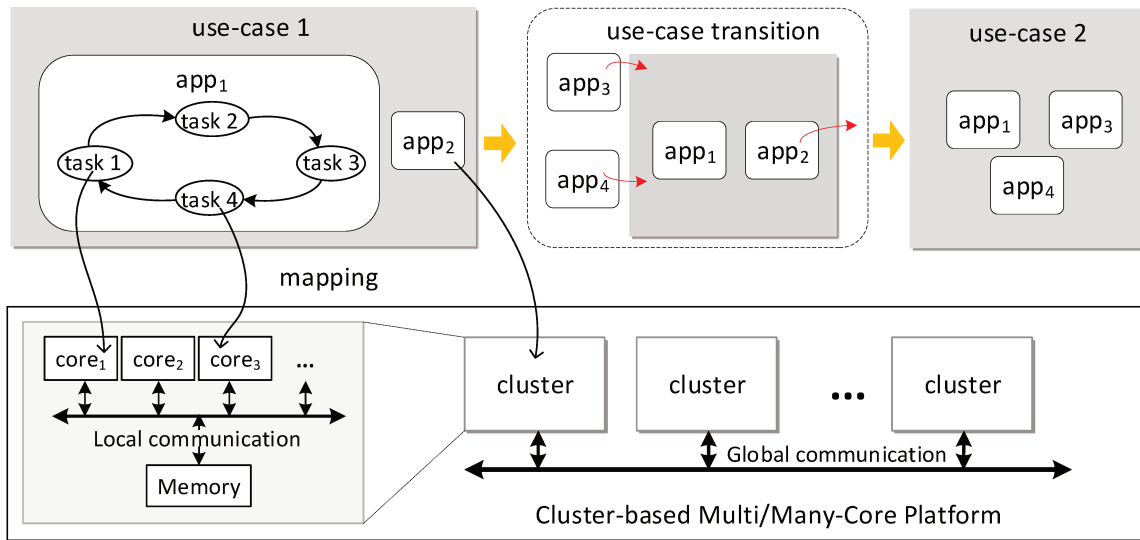 use-case 1
app₁
task 2
task 1
task 3
task 4
app₂
use-case transition
app₃
app₄
app₁
app₂
use-case 2
app₁
app₃
app₄
mapping
core₁
core₂
core₃
...
Local communication
Memory
cluster
cluster
...
cluster
Global communication
Cluster-based Multi/Many-Core Platform